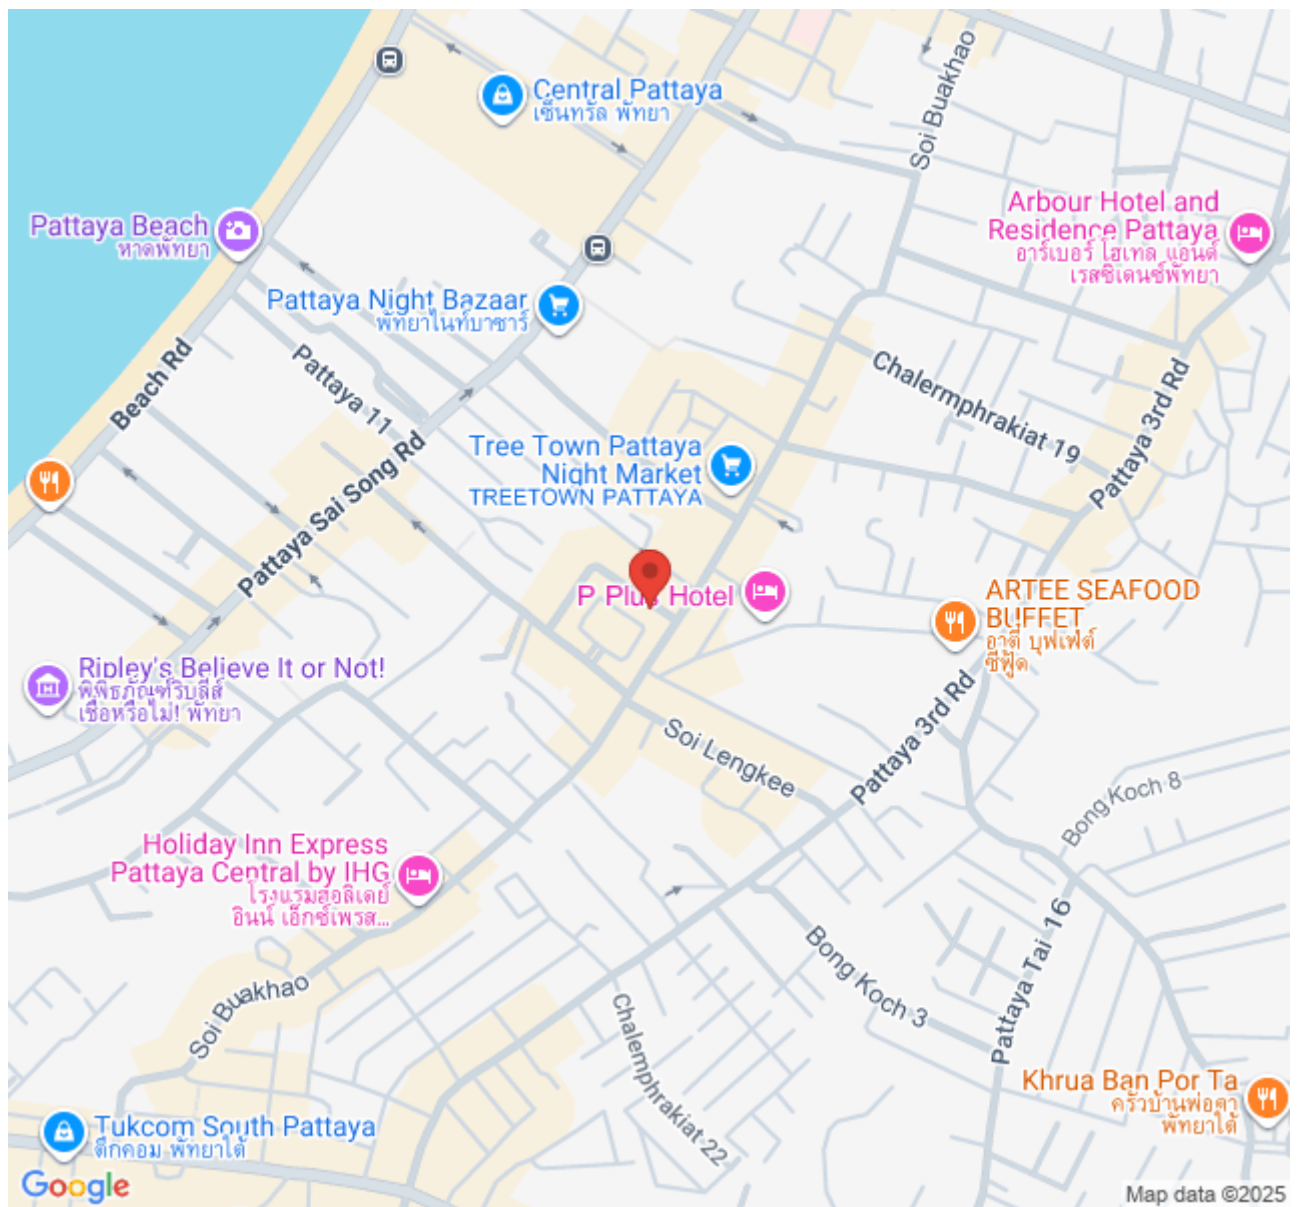 Central Pattaya
เซ็นทรัล พัทยา
Soi Buakhao
Arbour Hotel and
Residence Pattaya
อาร์เบอร์ โฮเทล แอนด์
เรสซิเดนซ์พัทยา
Pattaya Beach
หาดพัทยา
Pattaya Night Bazaar
พัทยาไนท์บาซาร์
Beach Rd
Pattaya 11
Chalermphrakiat 19
Pattaya 3rd Rd
Tree Town Pattaya
Night Market
TREETOWN PATTAYA
Pattaya Sai Song Rd
P Plus Hotel
ARTEE SEAFOOD
BUFFET
อาตี๋ บุฟเฟ่ต์
ซีฟู้ด
Ripley's Believe It or Not!
พิพิธภัณฑ์ริบลีส์
เชื่อหรือไม่! พัทยา
Soi Lengkee
Pattaya 3rd Rd
Bong Koch 8
Holiday Inn Express
Pattaya Central by IHG
โรงแรมฮอลิเดย์
อินน์ เอ็กซ์เพรส...
Soi Buakhao
Bong Koch 3
Pattaya Tai 16
Chalemphrakiat 22
Khrua Ban Por Ta
ครัวบ้านพ่อตา
พัทยาใต้
Tukcom South Pattaya
ตึกคอม พัทยาใต้
Google
Map data ©2025